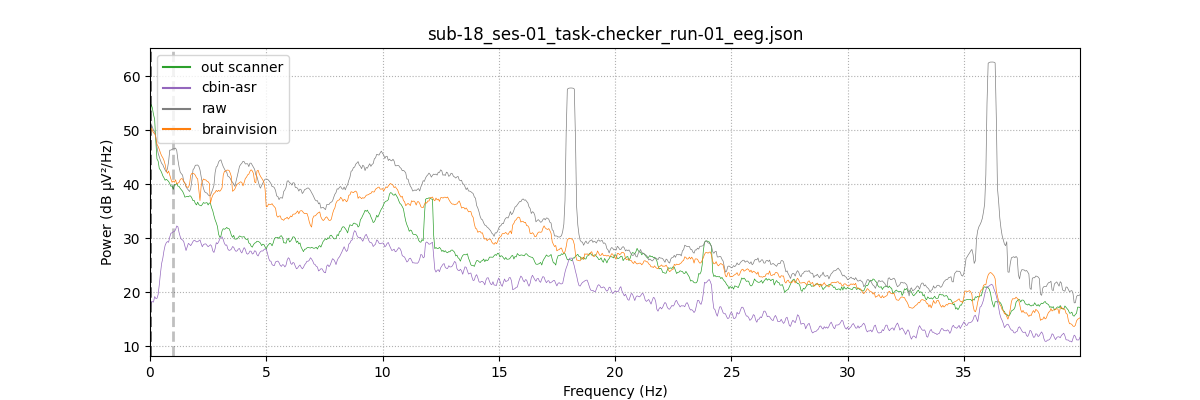 sub-18_ses-01_task-checker_run-01_eeg.json
out scanner
cbin-asr
raw
brainvision
Power (dB µV²/Hz)
60
50
40
30
20
10
0 5 10 15 20 25 30 35
Frequency (Hz)